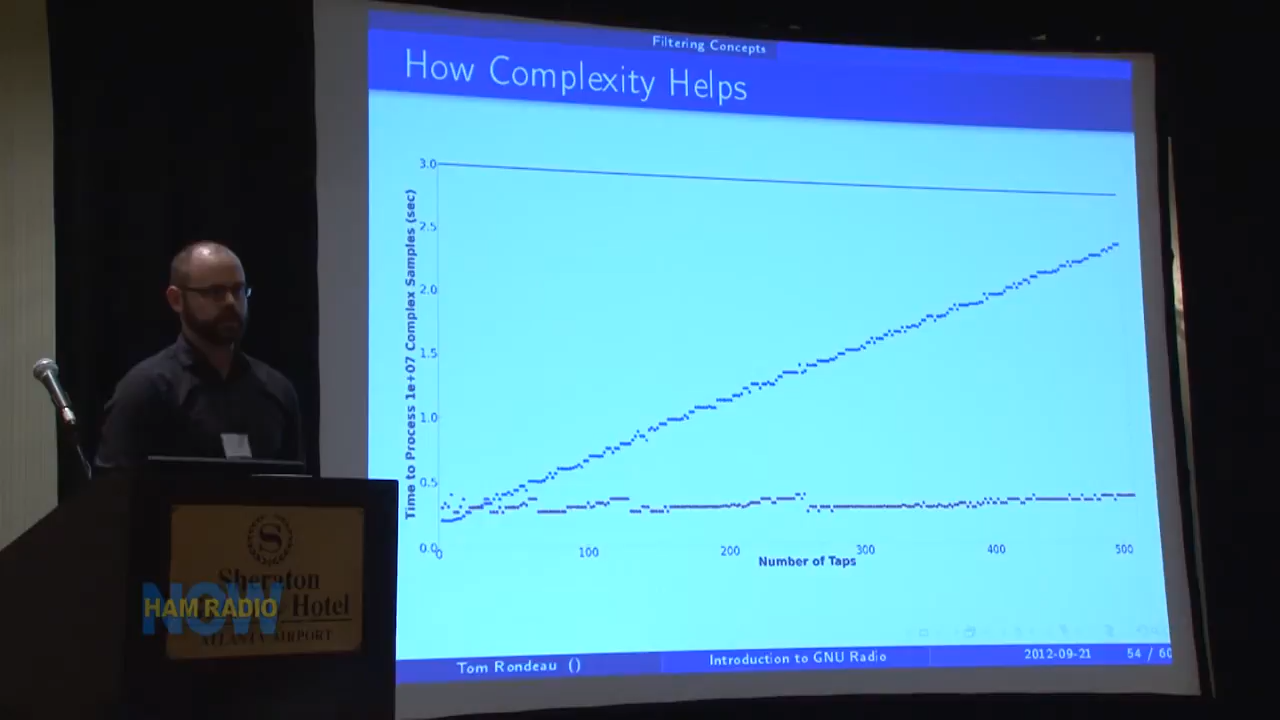 Filtering Concepts
How Complexity Helps
Time to Process 1e+07 Complex Samples (sec)
3.0
2.5
2.0
1.5
1.0
0.5
0.0
0
100
200
300
400
500
Number of Taps
Tom Rondeau ()
Introduction to GNU Radio
2012-09-21
54 / 60
S
Sheraton
Hotel
ATLANTA AIRPORT
NOW
HAM RADIO